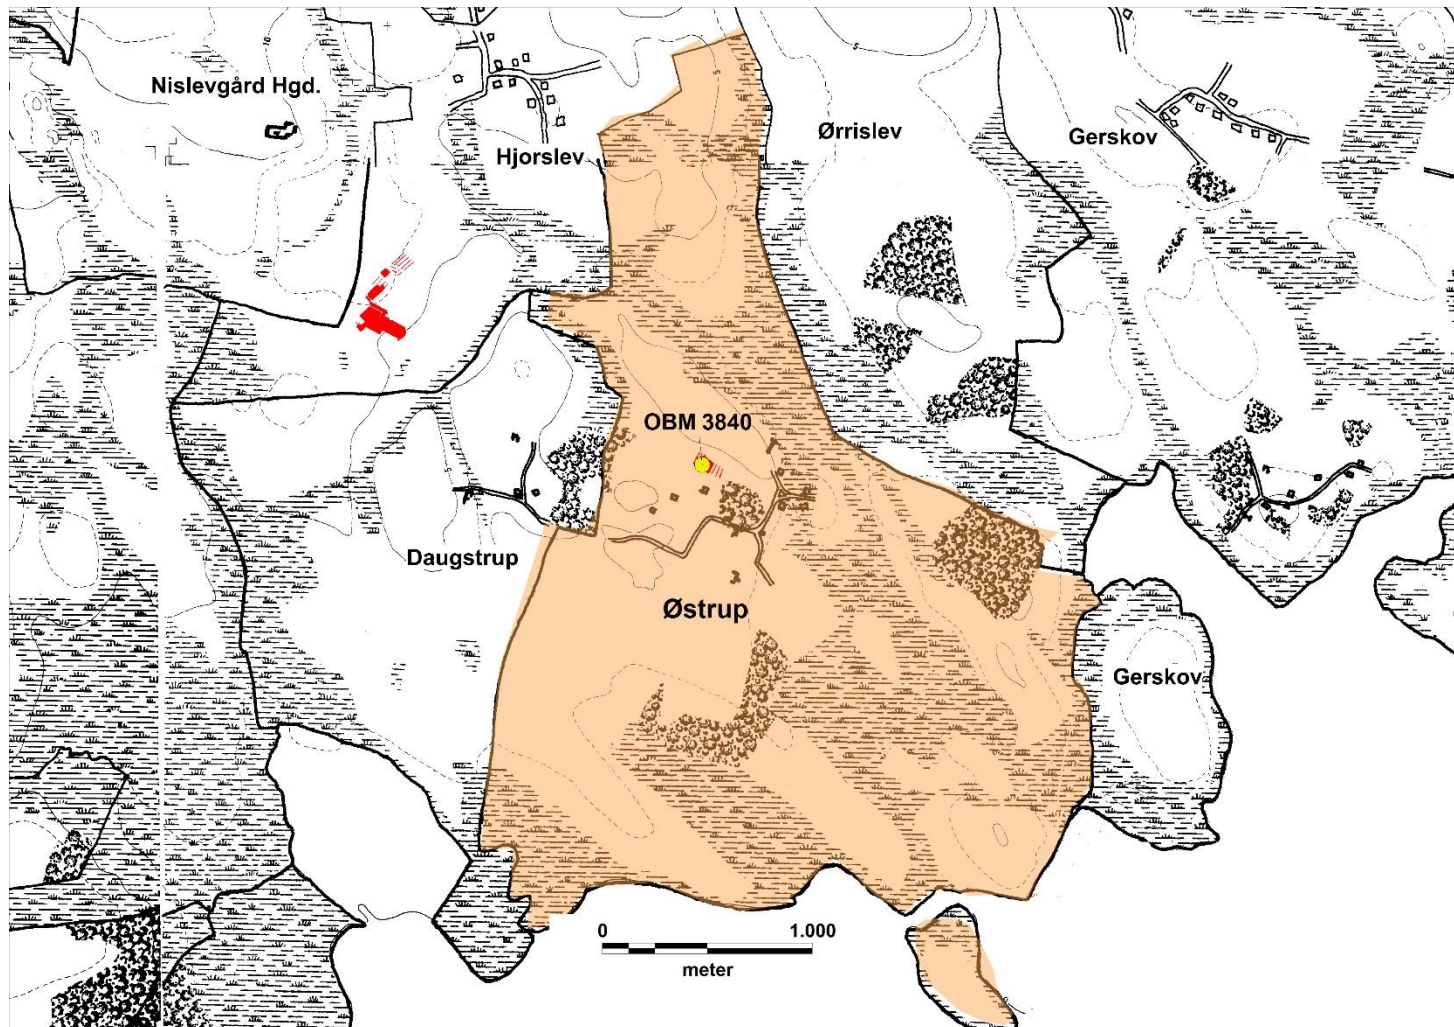 Nislevgård Hgd.
Hjorslev
Ørrislev
Gerskov
OBM 3840
Daugstrup
Østrup
Gerskov
0 1.000
meter